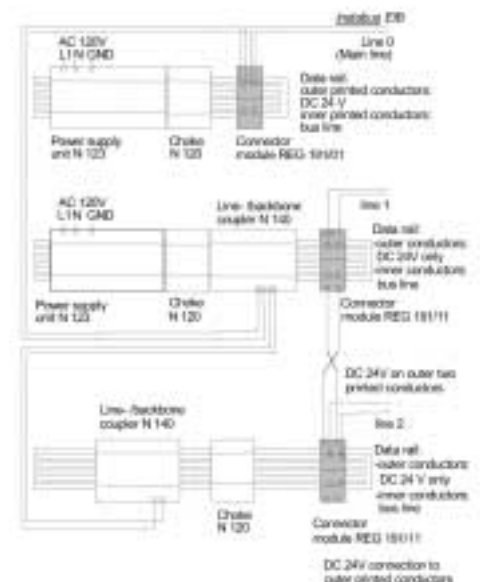 instabus EIB
AC 120V
L1 N GND
Line 0
(Main line)
Data rail:
outer printed conductors:
DC 24 V
inner printed conductors:
bus line
Power supply
unit N 123
Choke
N 120
Connector
module REG 191/01
AC 120V
L1N GND
Line- /backbone
coupler N 140
line 1
Data rail:
-outer conductors:
DC 24V only
-inner conductors:
bus line
Power supply
unit N 123
Choke
N 120
Connector
module REG 191/11
DC 24V on outer two
printed conductors
Line- /backbone
coupler N 140
line 2
Data rail:
-outer conductors:
DC 24 V only
-inner conductors:
bus line
Choke
N 120
Connector
module REG 191/11
DC 24V connection to
outer printed conductors